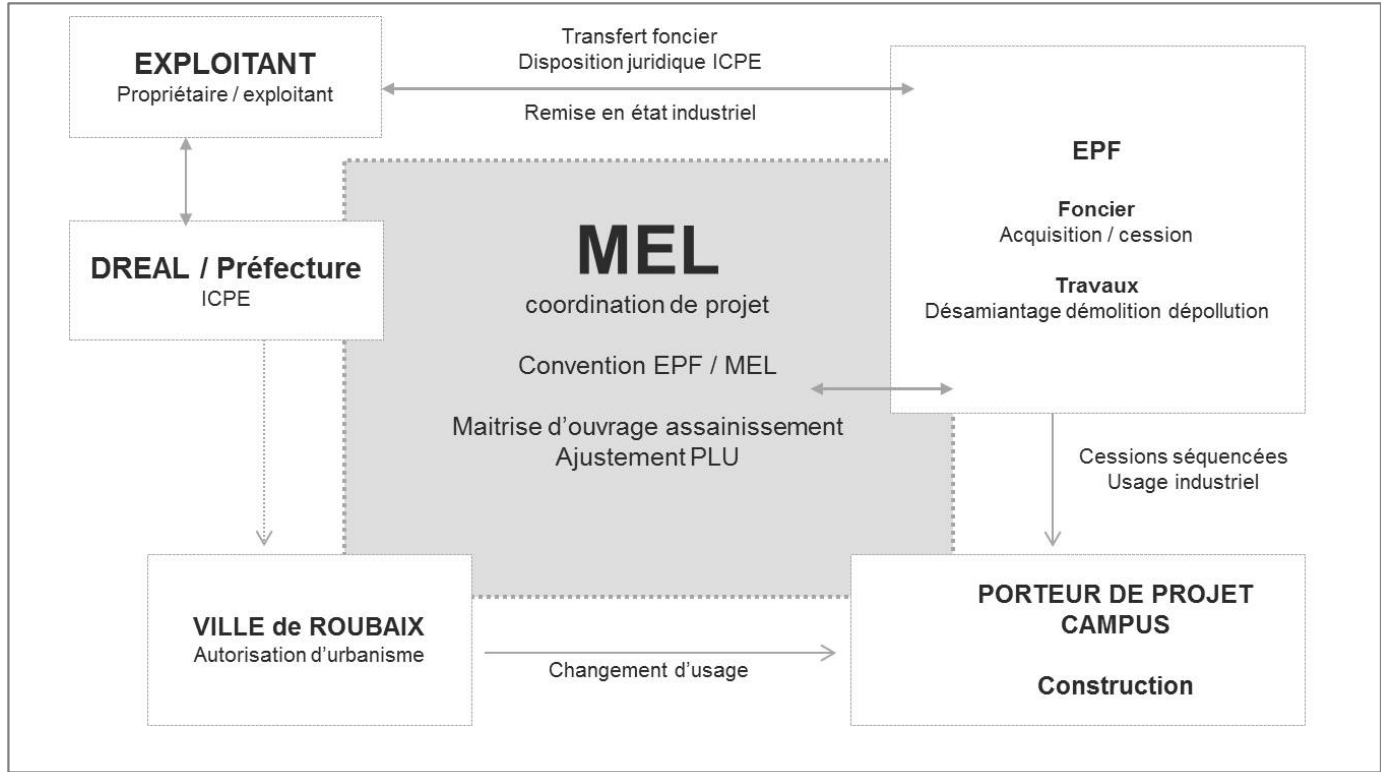 EXPLOITANT
Propriétaire / exploitant
Transfert foncier
Disposition juridique ICPE
Remise en état industriel
EPF
Foncier
Acquisition / cession
Travaux
Désamiantage démolition dépollution
DREAL / Préfecture
ICPE
MEL
coordination de projet
Convention EPF / MEL
Maitrise d’ouvrage assainissement
Ajustement PLU
Cessions séquencées
Usage industriel
VILLE de ROUBAIX
Autorisation d’urbanisme
Changement d’usage
PORTEUR DE PROJET
CAMPUS
Construction